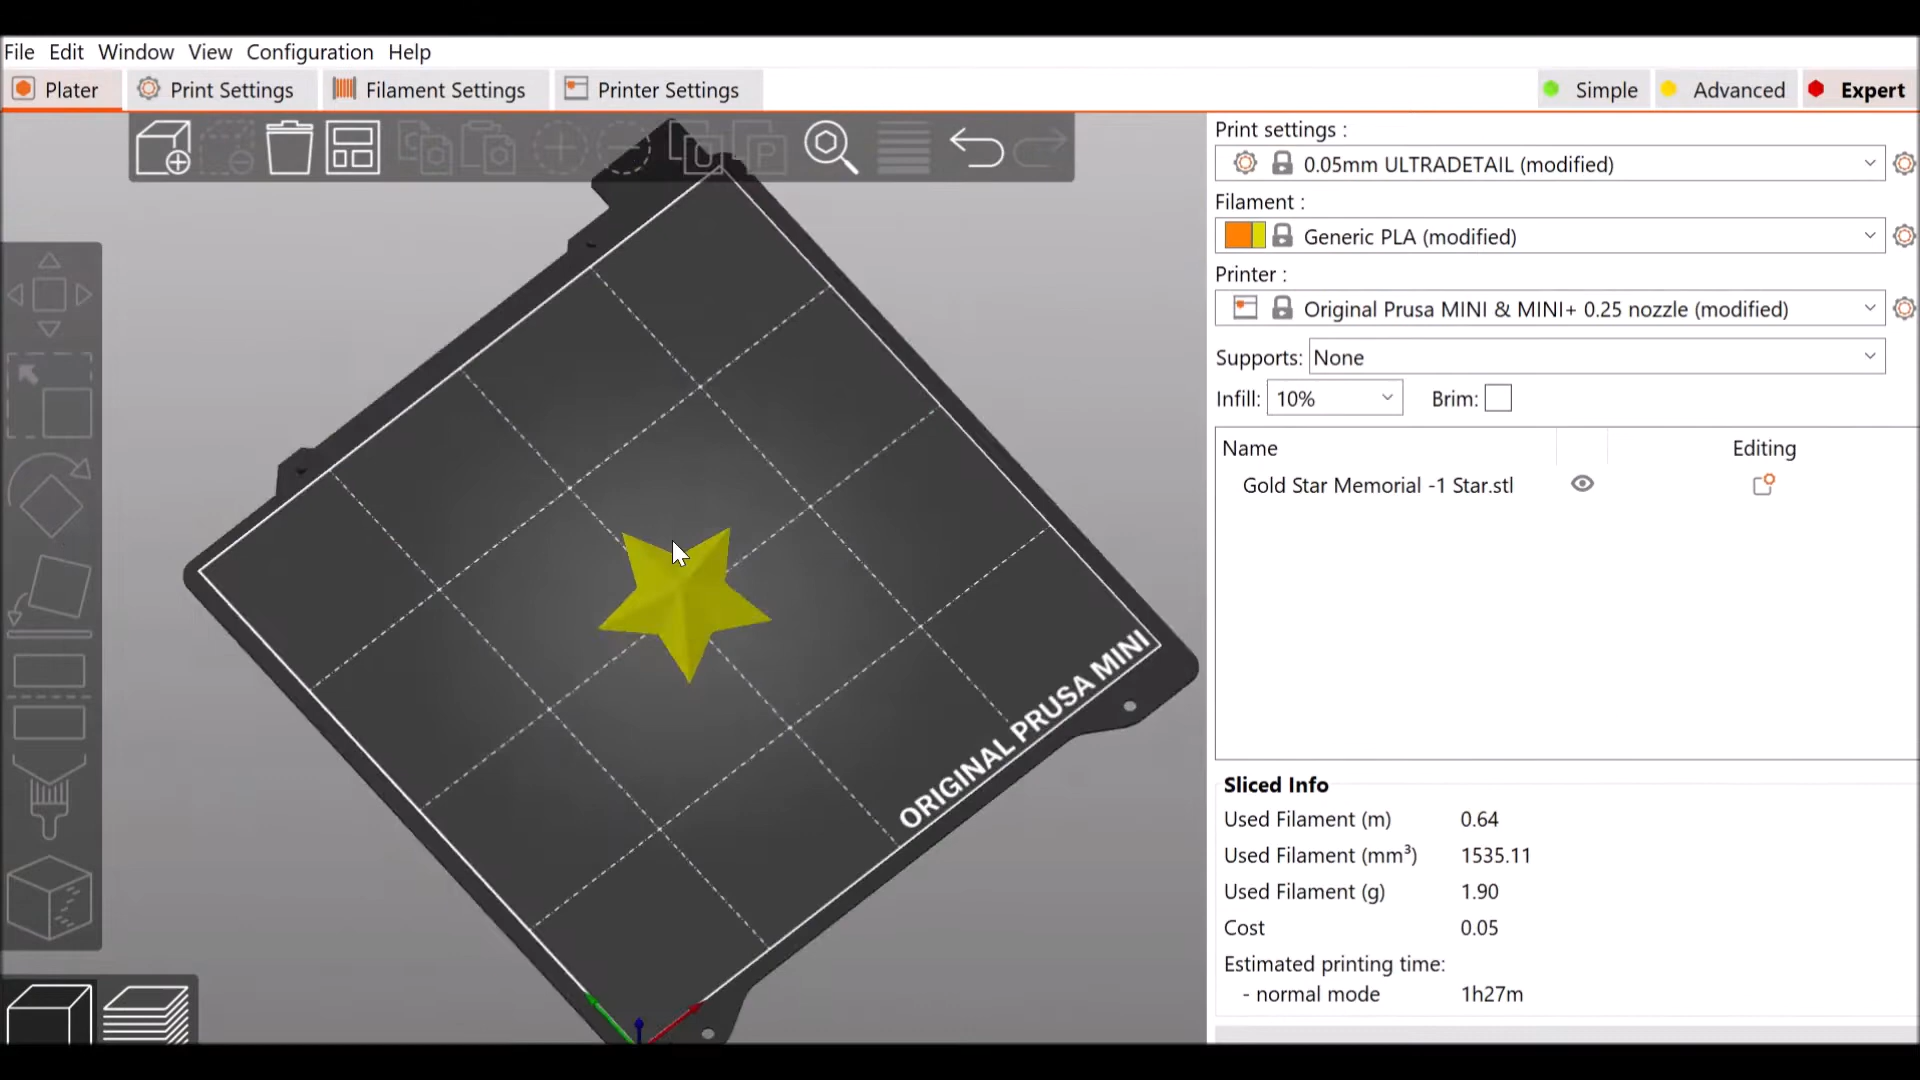 File Edit Window View Configuration Help
Plater Print Settings Filament Settings Printer Settings Simple Advanced Expert
Print settings :
0.05mm ULTRADETAIL (modified)
Filament :
Generic PLA (modified)
Printer :
Original Prusa MINI & MINI+ 0.25 nozzle (modified)
Supports: None
Infill: 10% Brim:
Name Editing
Gold Star Memorial -1 Star.stl
ORIGINAL PRUSA MINI
Sliced Info
Used Filament (m) 0.64
Used Filament (mm³) 1535.11
Used Filament (g) 1.90
Cost 0.05
Estimated printing time:
- normal mode 1h27m